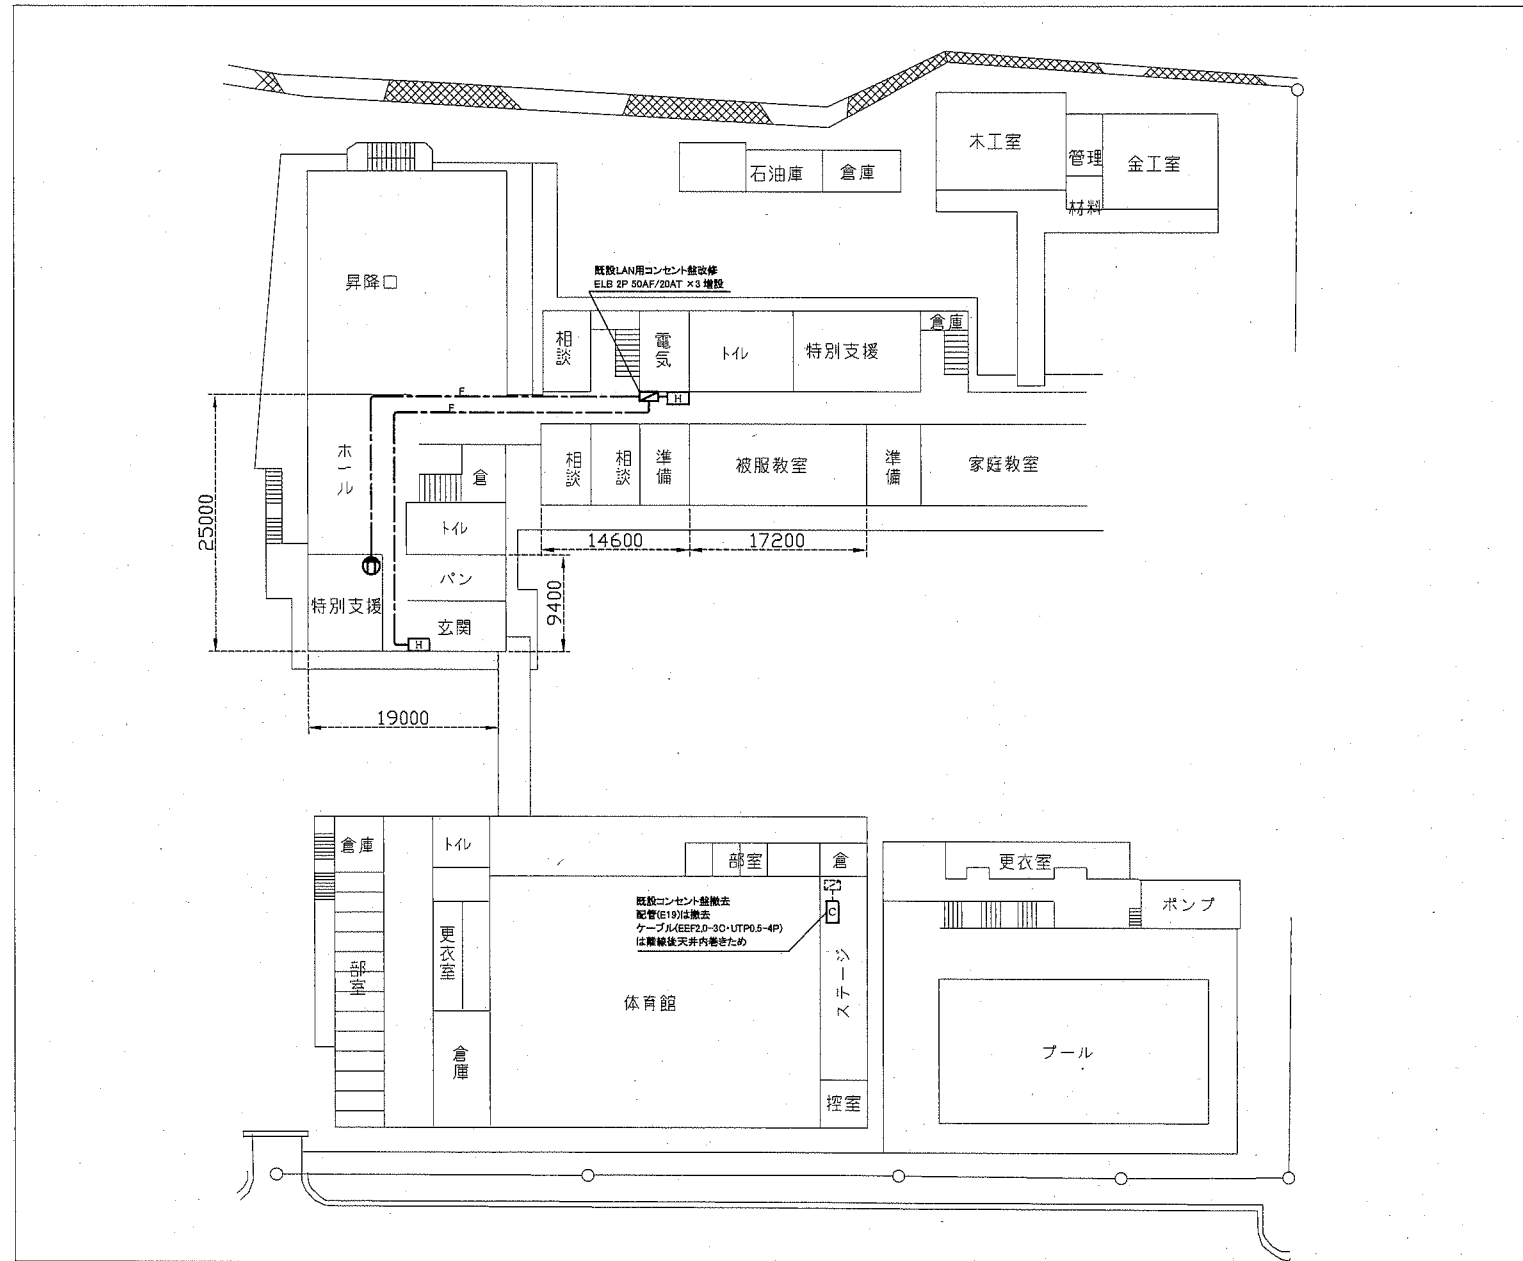 木工室
管理
金工室
材料
石油庫
倉庫
昇降口
既設LAN用コンセント盤改修
ELB 2P 50AF/20AT ×3 増設
相談
電気
トイレ
特別支援
倉庫
F
F
H
ホール
倉
相談
相談
準備
被服教室
準備
家庭教室
トイレ
25000
14600
17200
パン
9400
特別支援
玄関
H
19000
倉庫
トイレ
部室
倉
更衣室
ポンプ
既設コンセント盤撤去
配管(E19)は撤去
ケーブル(EEF2.0-3C・UTP0.5-4P)
は離線後天井内巻きため
C
更衣室
部室
ステージ
体育館
プール
倉庫
控室